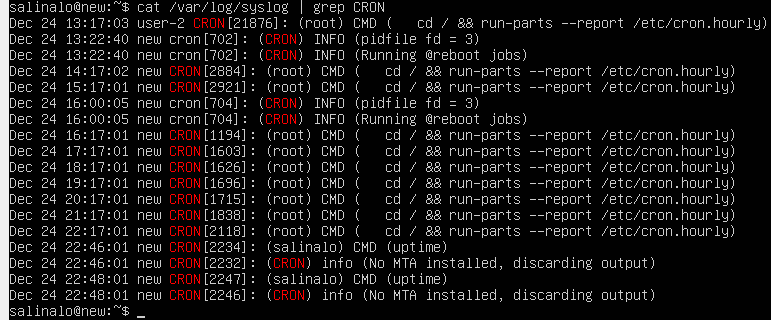 salinalo@new:~$ cat /var/log/syslog | grep CRON
Dec 24 13:17:03 user-2 CRON[21876]: (root) CMD (   cd / && run-parts --report /etc/cron.hourly)
Dec 24 13:22:40 new cron[702]: (CRON) INFO (pidfile fd = 3)
Dec 24 13:22:40 new cron[702]: (CRON) INFO (Running @reboot jobs)
Dec 24 14:17:02 new CRON[2884]: (root) CMD (   cd / && run-parts --report /etc/cron.hourly)
Dec 24 15:17:01 new CRON[2921]: (root) CMD (   cd / && run-parts --report /etc/cron.hourly)
Dec 24 16:00:05 new cron[704]: (CRON) INFO (pidfile fd = 3)
Dec 24 16:00:05 new cron[704]: (CRON) INFO (Running @reboot jobs)
Dec 24 16:17:01 new CRON[1194]: (root) CMD (   cd / && run-parts --report /etc/cron.hourly)
Dec 24 17:17:01 new CRON[1603]: (root) CMD (   cd / && run-parts --report /etc/cron.hourly)
Dec 24 18:17:01 new CRON[1626]: (root) CMD (   cd / && run-parts --report /etc/cron.hourly)
Dec 24 19:17:01 new CRON[1696]: (root) CMD (   cd / && run-parts --report /etc/cron.hourly)
Dec 24 20:17:01 new CRON[1715]: (root) CMD (   cd / && run-parts --report /etc/cron.hourly)
Dec 24 21:17:01 new CRON[1838]: (root) CMD (   cd / && run-parts --report /etc/cron.hourly)
Dec 24 22:17:01 new CRON[2118]: (root) CMD (   cd / && run-parts --report /etc/cron.hourly)
Dec 24 22:46:01 new CRON[2234]: (salinalo) CMD (uptime)
Dec 24 22:46:01 new CRON[2232]: (CRON) info (No MTA installed, discarding output)
Dec 24 22:48:01 new CRON[2247]: (salinalo) CMD (uptime)
Dec 24 22:48:01 new CRON[2246]: (CRON) info (No MTA installed, discarding output)
salinalo@new:~$ _